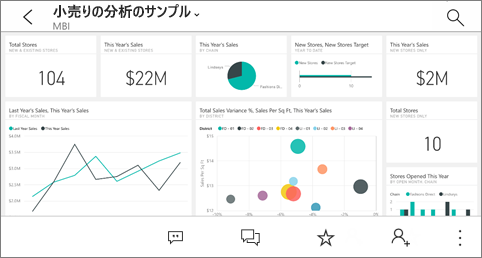 小売りの分析のサンプル
MBI
Total Stores
NEW & EXISTING STORES
104
This Year's Sales
NEW & EXISTING STORES
$22M
This Year's Sales
BY CHAIN
Lindseys
Fashions Di...
New Stores, New Stores Target
YEAR TO DATE
New Stores
New Stores Target
0
10
This Year's Sales
NEW STORES ONLY
$2M
Last Year's Sales, This Year's Sales
BY FISCAL MONTH
Last Year Sales
This Year Sales
$4.0M
$3.5M
$3.0M
$2.5M
$2.0M
Total Sales Variance %, Sales Per Sq Ft, This Year's Sales
BY DISTRICT
District
FD - 01
FD - 02
FD - 03
FD - 04
LI - 01
LI - 02
LI - 03
LI - 04
Sales Per Sq Ft
$15
$14
$13
$12
Total Stores
NEW STORES ONLY
10
Stores Opened This Year
BY OPEN MONTH, CHAIN
Chain
Fashions Direct
Lindseys